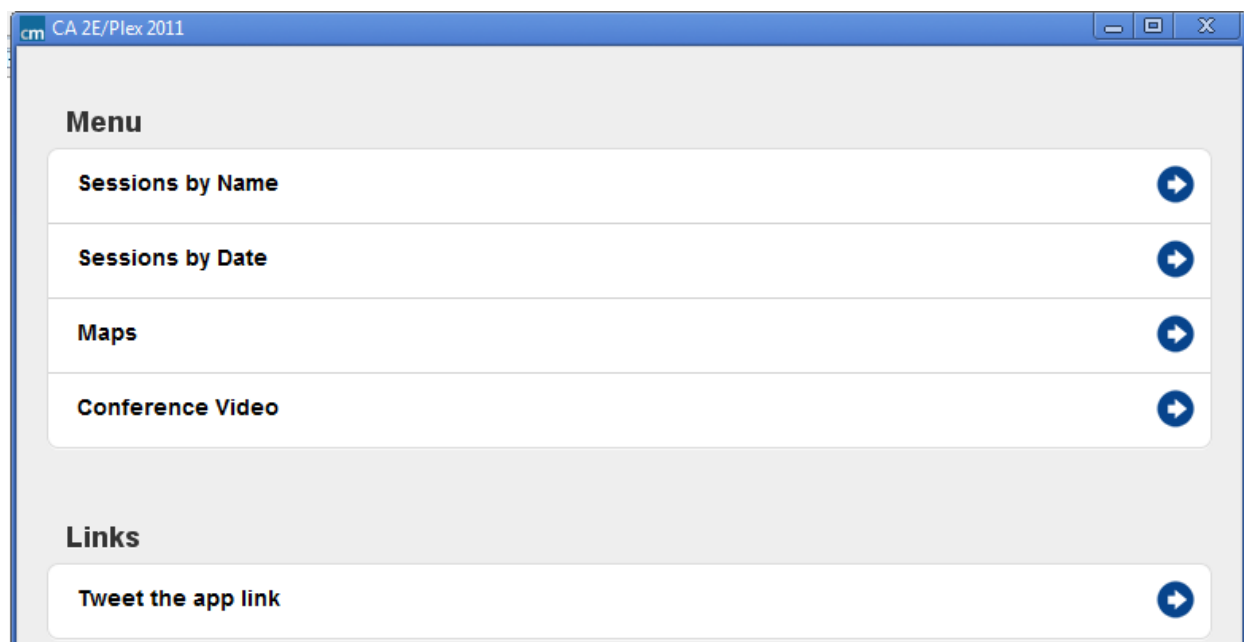 cm CA 2E/Plex 2011
Menu
Sessions by Name
Sessions by Date
Maps
Conference Video
Links
Tweet the app link